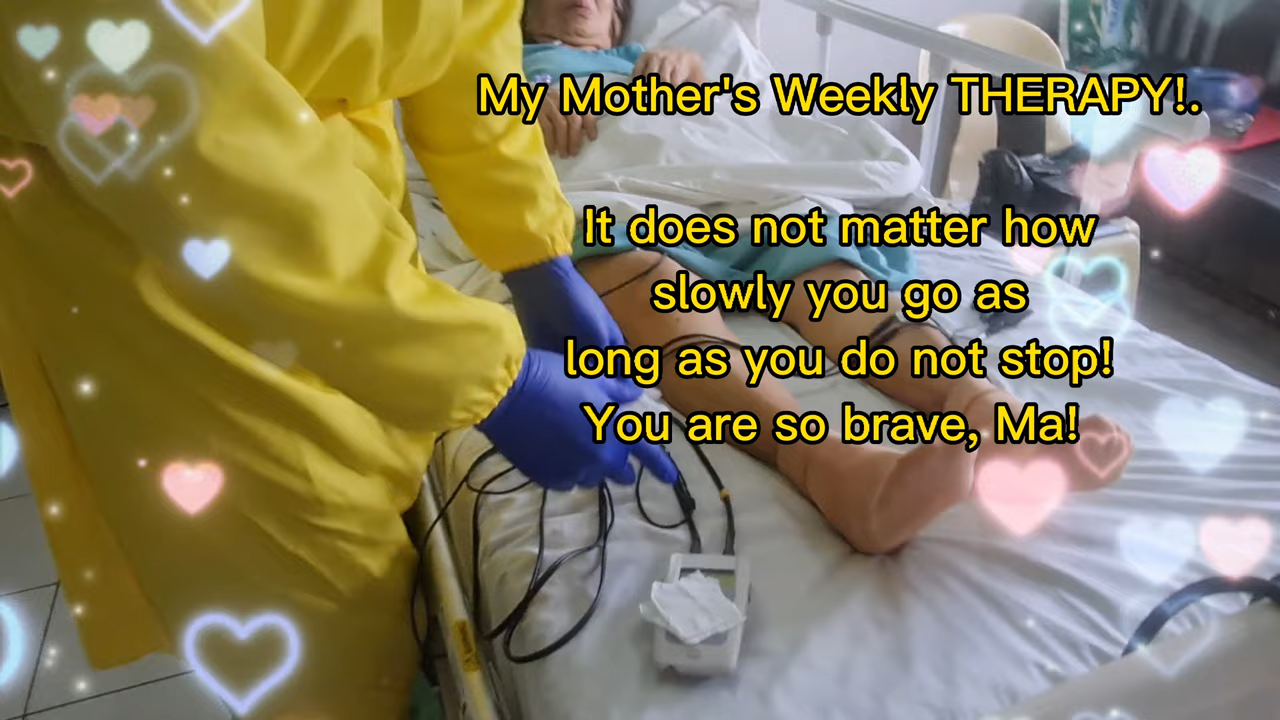 My Mother's Weekly THERAPY!.
It does not matter how
slowly you go as
long as you do not stop!
You are so brave, Ma!